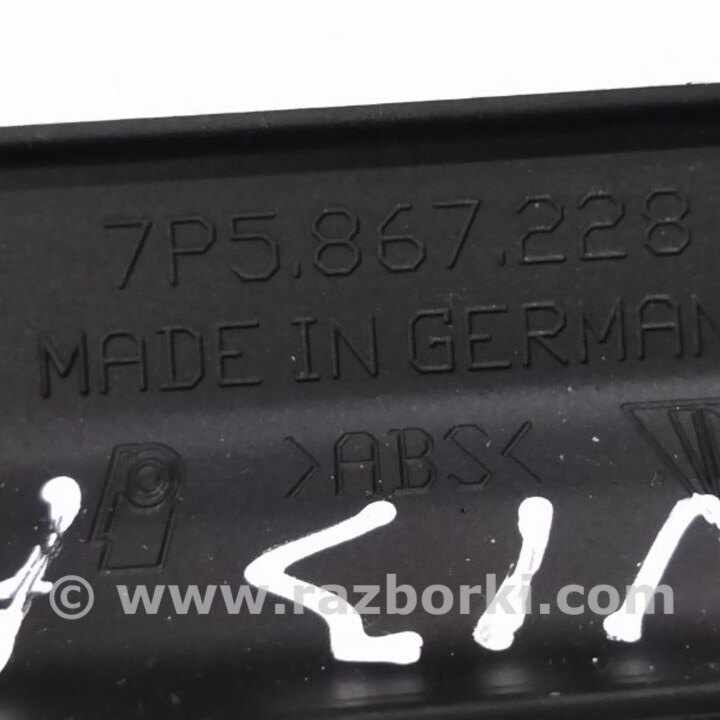 7P5.867.228
MADE IN GERMAN
>ABS<
© www.razborki.com